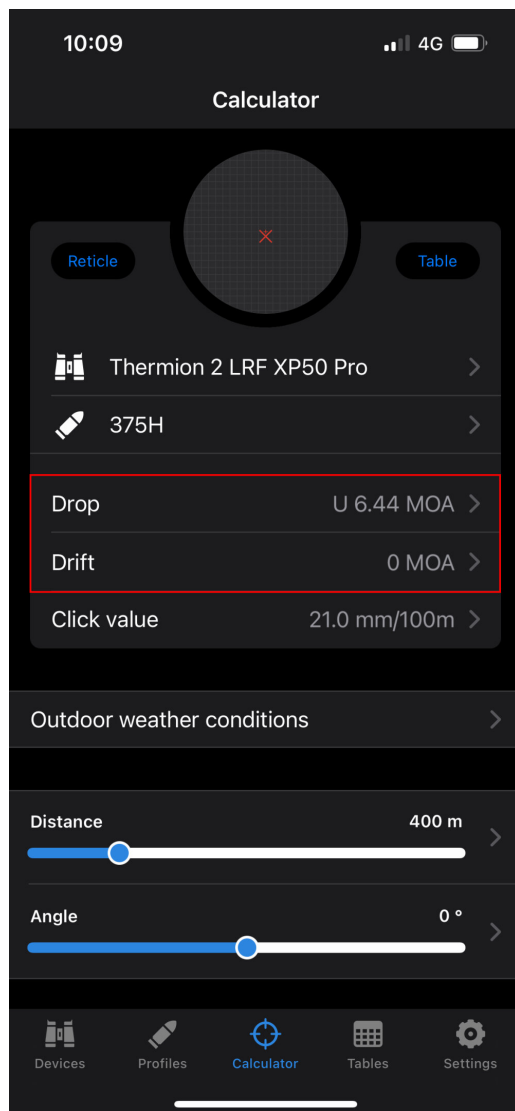 10:09
4G
Calculator
Reticle
Table
Thermion 2 LRF XP50 Pro
375H
Drop U 6.44 MOA
Drift 0 MOA
Click value 21.0 mm/100m
Outdoor weather conditions
Distance 400 m
Angle 0 °
Devices Profiles Calculator Tables Settings